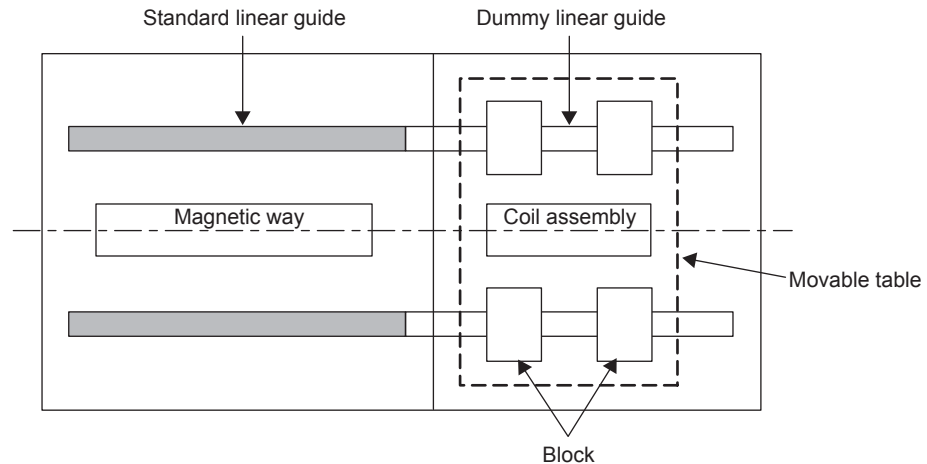 Standard linear guide
Dummy linear guide
Magnetic way
Coil assembly
Movable table
Block